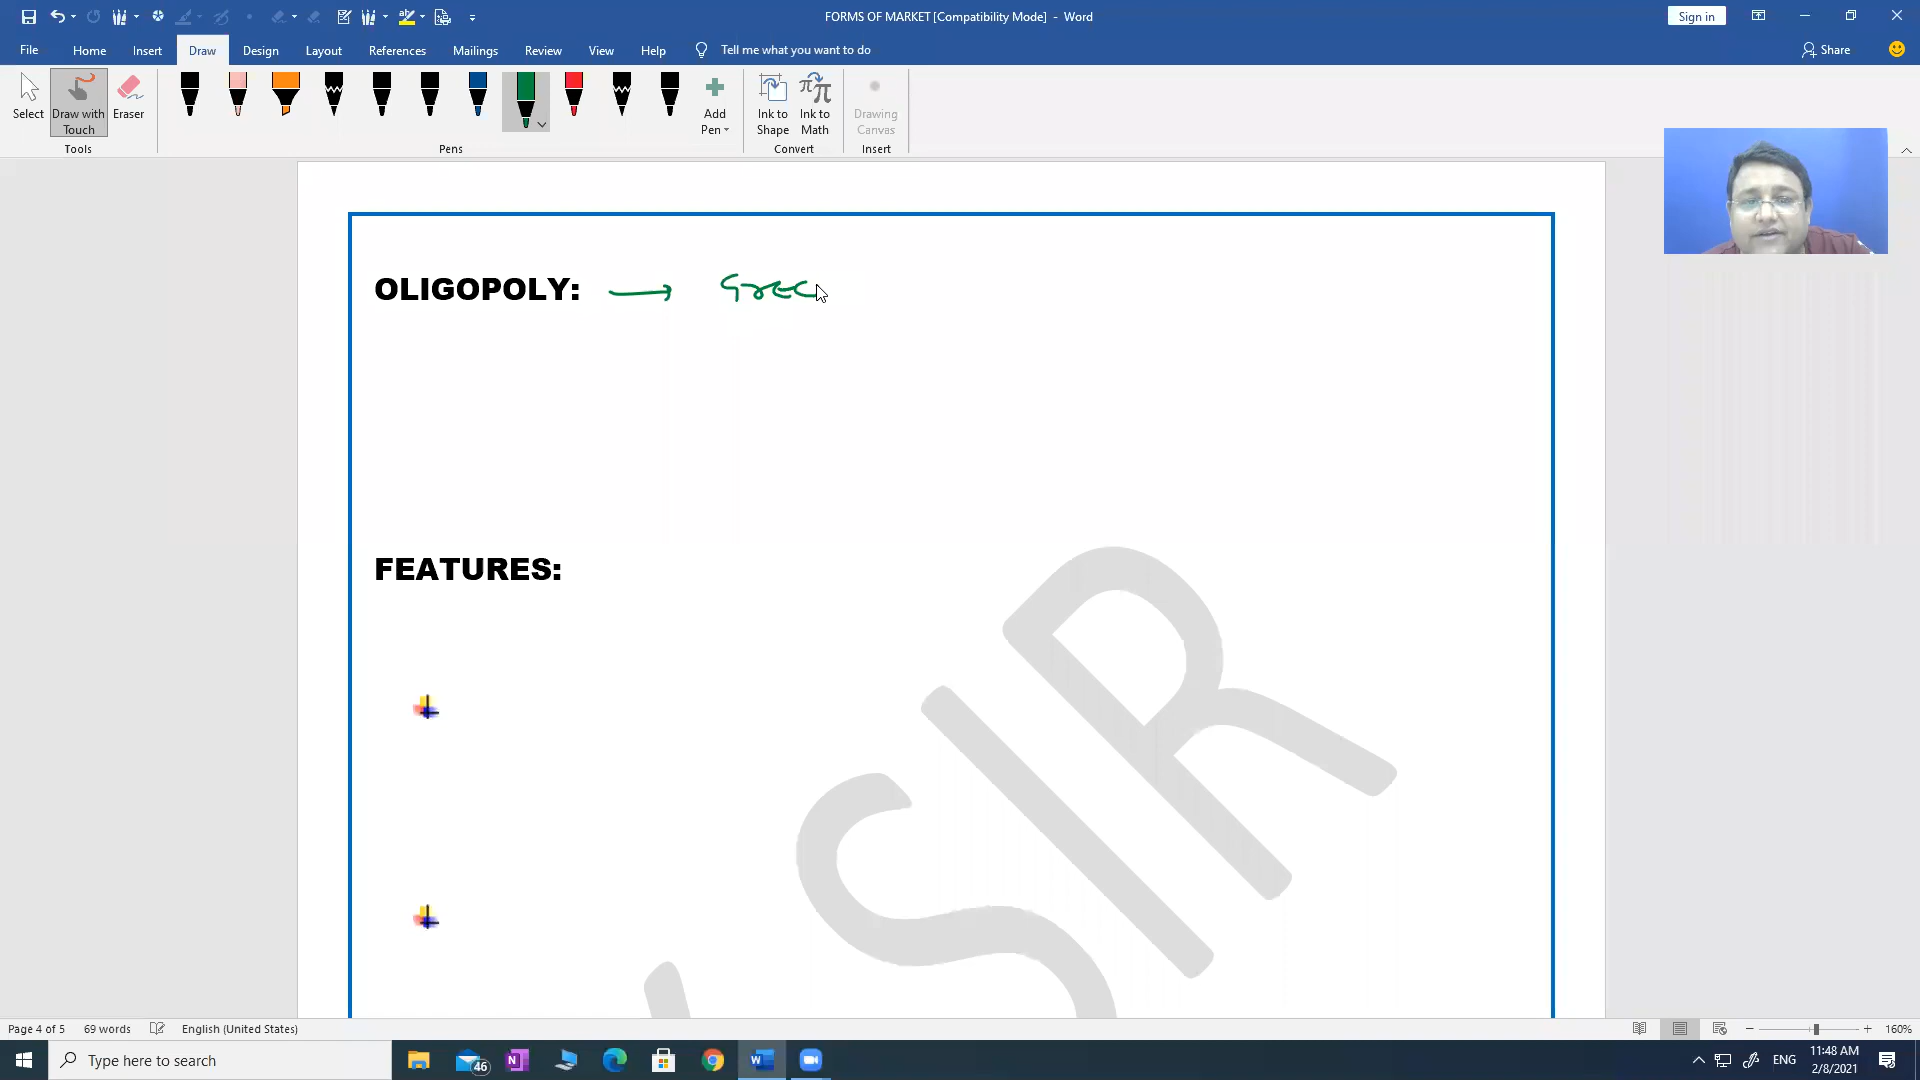 FORMS OF MARKET [Compatibility Mode] - Word
Sign in
File Home Insert Draw Design Layout References Mailings Review View Help Tell me what you want to do Share
Select Draw with Touch Eraser Add Pen Ink to Shape Ink to Math Drawing Canvas
Tools Pens Convert Insert
OLIGOPOLY: → Greec
FEATURES:
SIR
Page 4 of 5 69 words English (United States) 160%
Type here to search 46 N W ENG 11:48 AM
2/8/2021